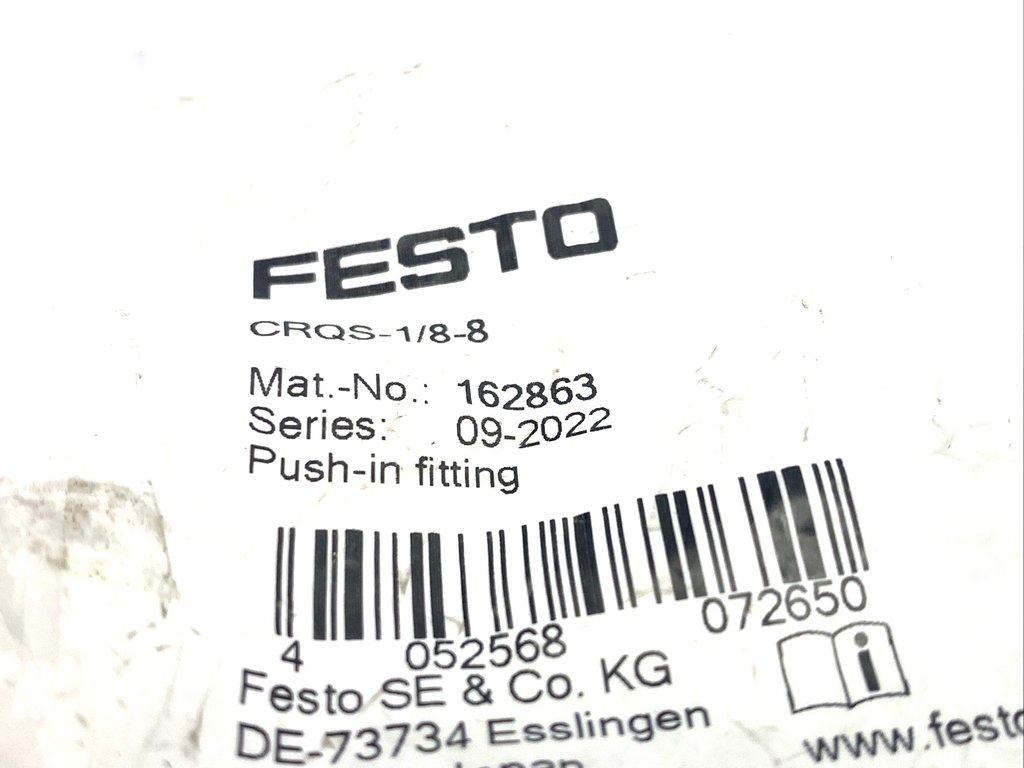 FESTO
CRQS-1/8-8
Mat.-No.: 162863
Series: 09-2022
Push-in fitting
4 052568 072650
Festo SE & Co. KG
DE-73734 Esslingen
www.festo